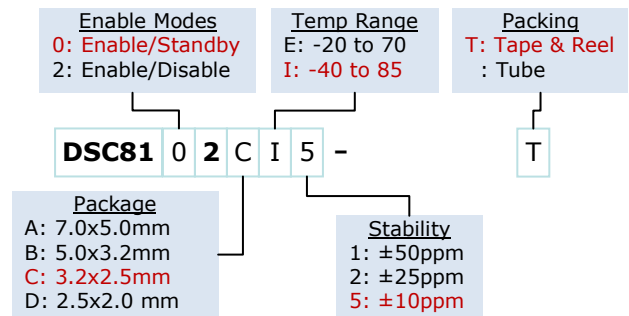 Enable Modes
0: Enable/Standby
2: Enable/Disable
Temp Range
E: -20 to 70
I: -40 to 85
Packing
T: Tape & Reel
: Tube
DSC81 0 2 C I 5 – T
Package
A: 7.0x5.0mm
B: 5.0x3.2mm
C: 3.2x2.5mm
D: 2.5x2.0 mm
Stability
1: ±50ppm
2: ±25ppm
5: ±10ppm